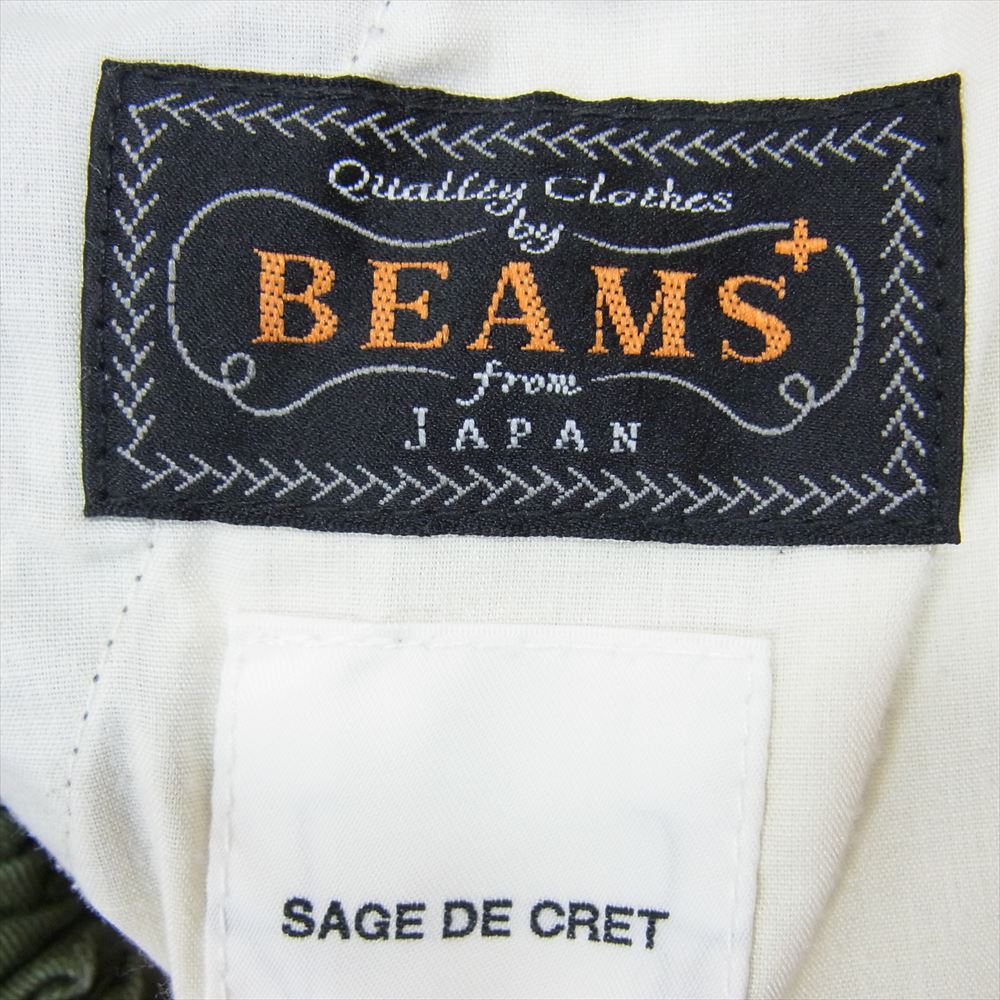 Quality Clothes
by
BEAMS+
from
JAPAN
SAGE DE CRET